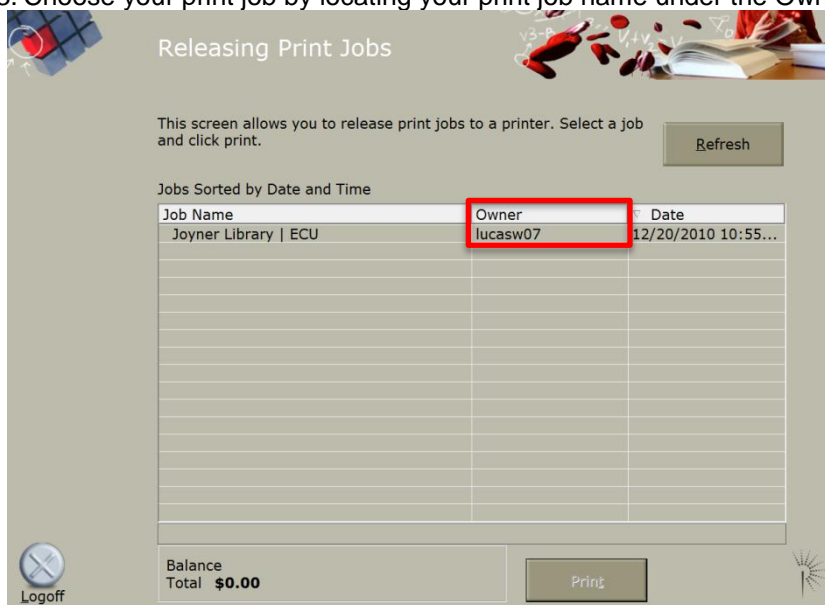 Choose your print job by locating your print job name under the Ow
Releasing Print Jobs
This screen allows you to release print jobs to a printer. Select a job
and click print.
Refresh
Jobs Sorted by Date and Time
Job Name Owner Date
Joyner Library | ECU lucasw07 12/20/2010 10:55...
Balance
Total $0.00
Print
Logoff